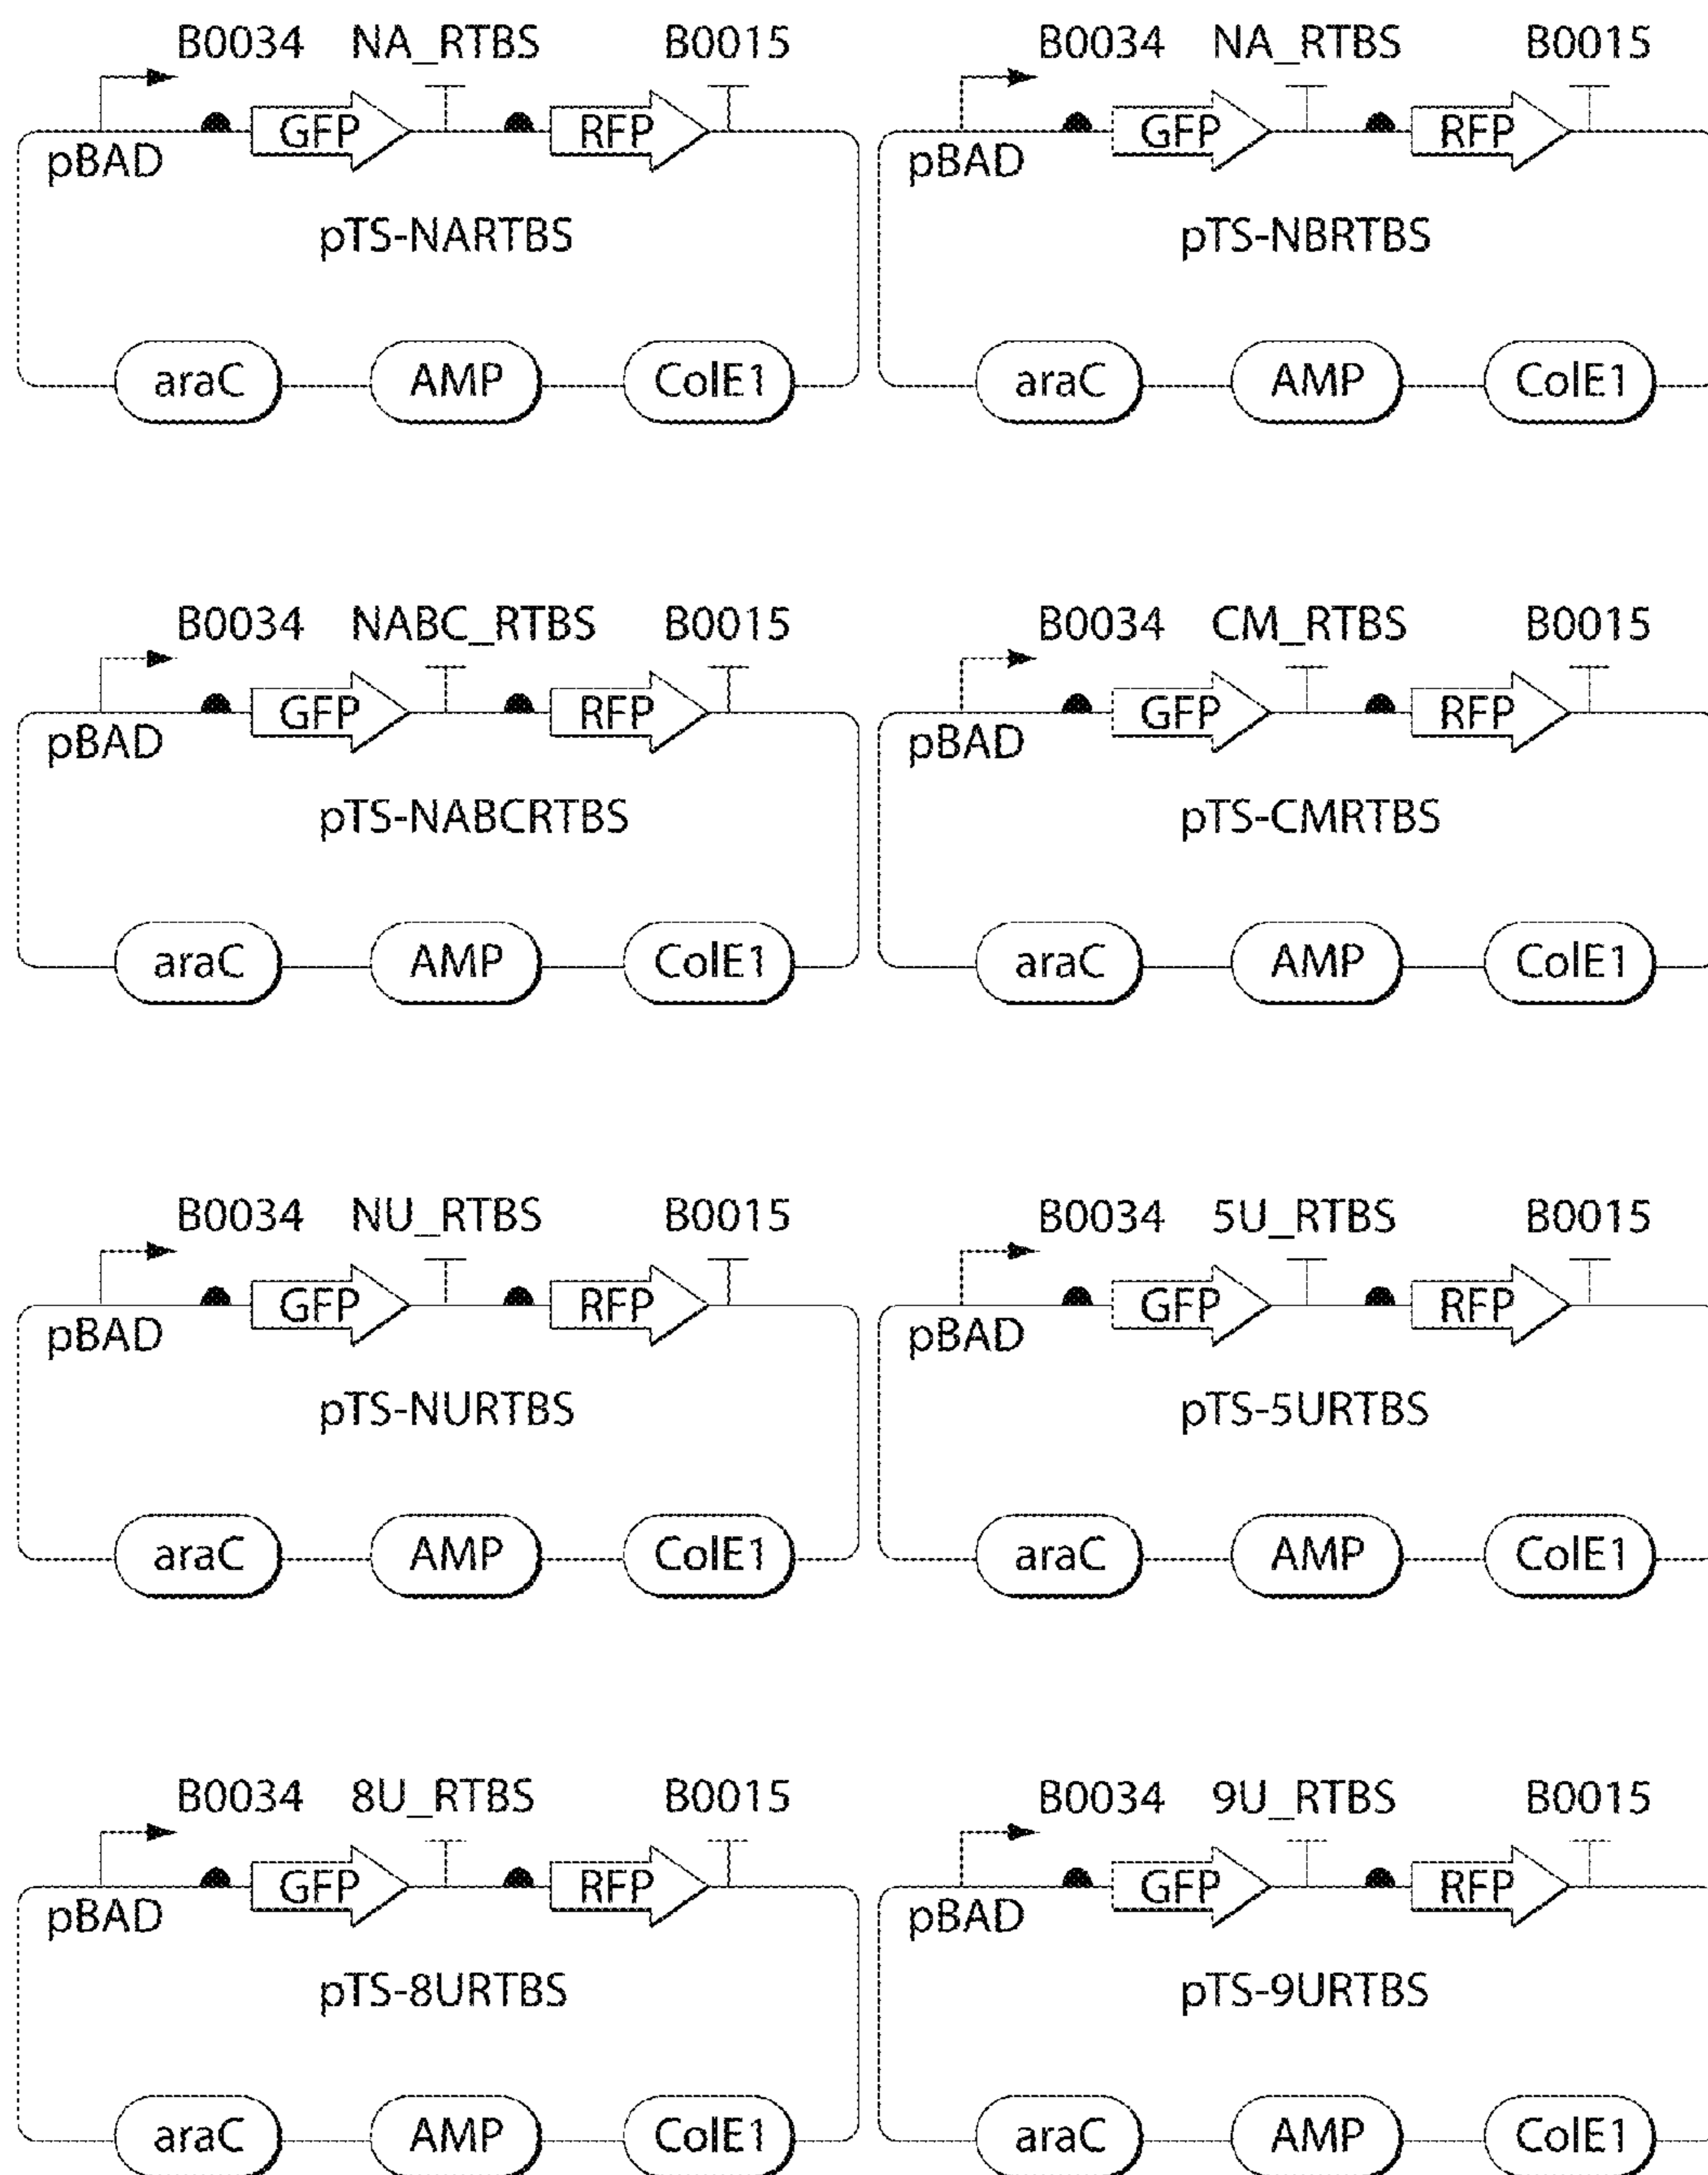 B0034 NA_RTBS B0015
GFP RFP
pBAD
pTS-NARTBS
araC AMP ColE1
B0034 NA_RTBS B0015
GFP RFP
pBAD
pTS-NBRTBS
araC AMP ColE1
B0034 NABC_RTBS B0015
GFP RFP
pBAD
pTS-NABCRTBS
araC AMP ColE1
B0034 CM_RTBS B0015
GFP RFP
pBAD
pTS-CMRTBS
araC AMP ColE1
B0034 NU_RTBS B0015
GFP RFP
pBAD
pTS-NURTBS
araC AMP ColE1
B0034 5U_RTBS B0015
GFP RFP
pBAD
pTS-5URTBS
araC AMP ColE1
B0034 8U_RTBS B0015
GFP RFP
pBAD
pTS-8URTBS
araC AMP ColE1
B0034 9U_RTBS B0015
GFP RFP
pBAD
pTS-9URTBS
araC AMP ColE1